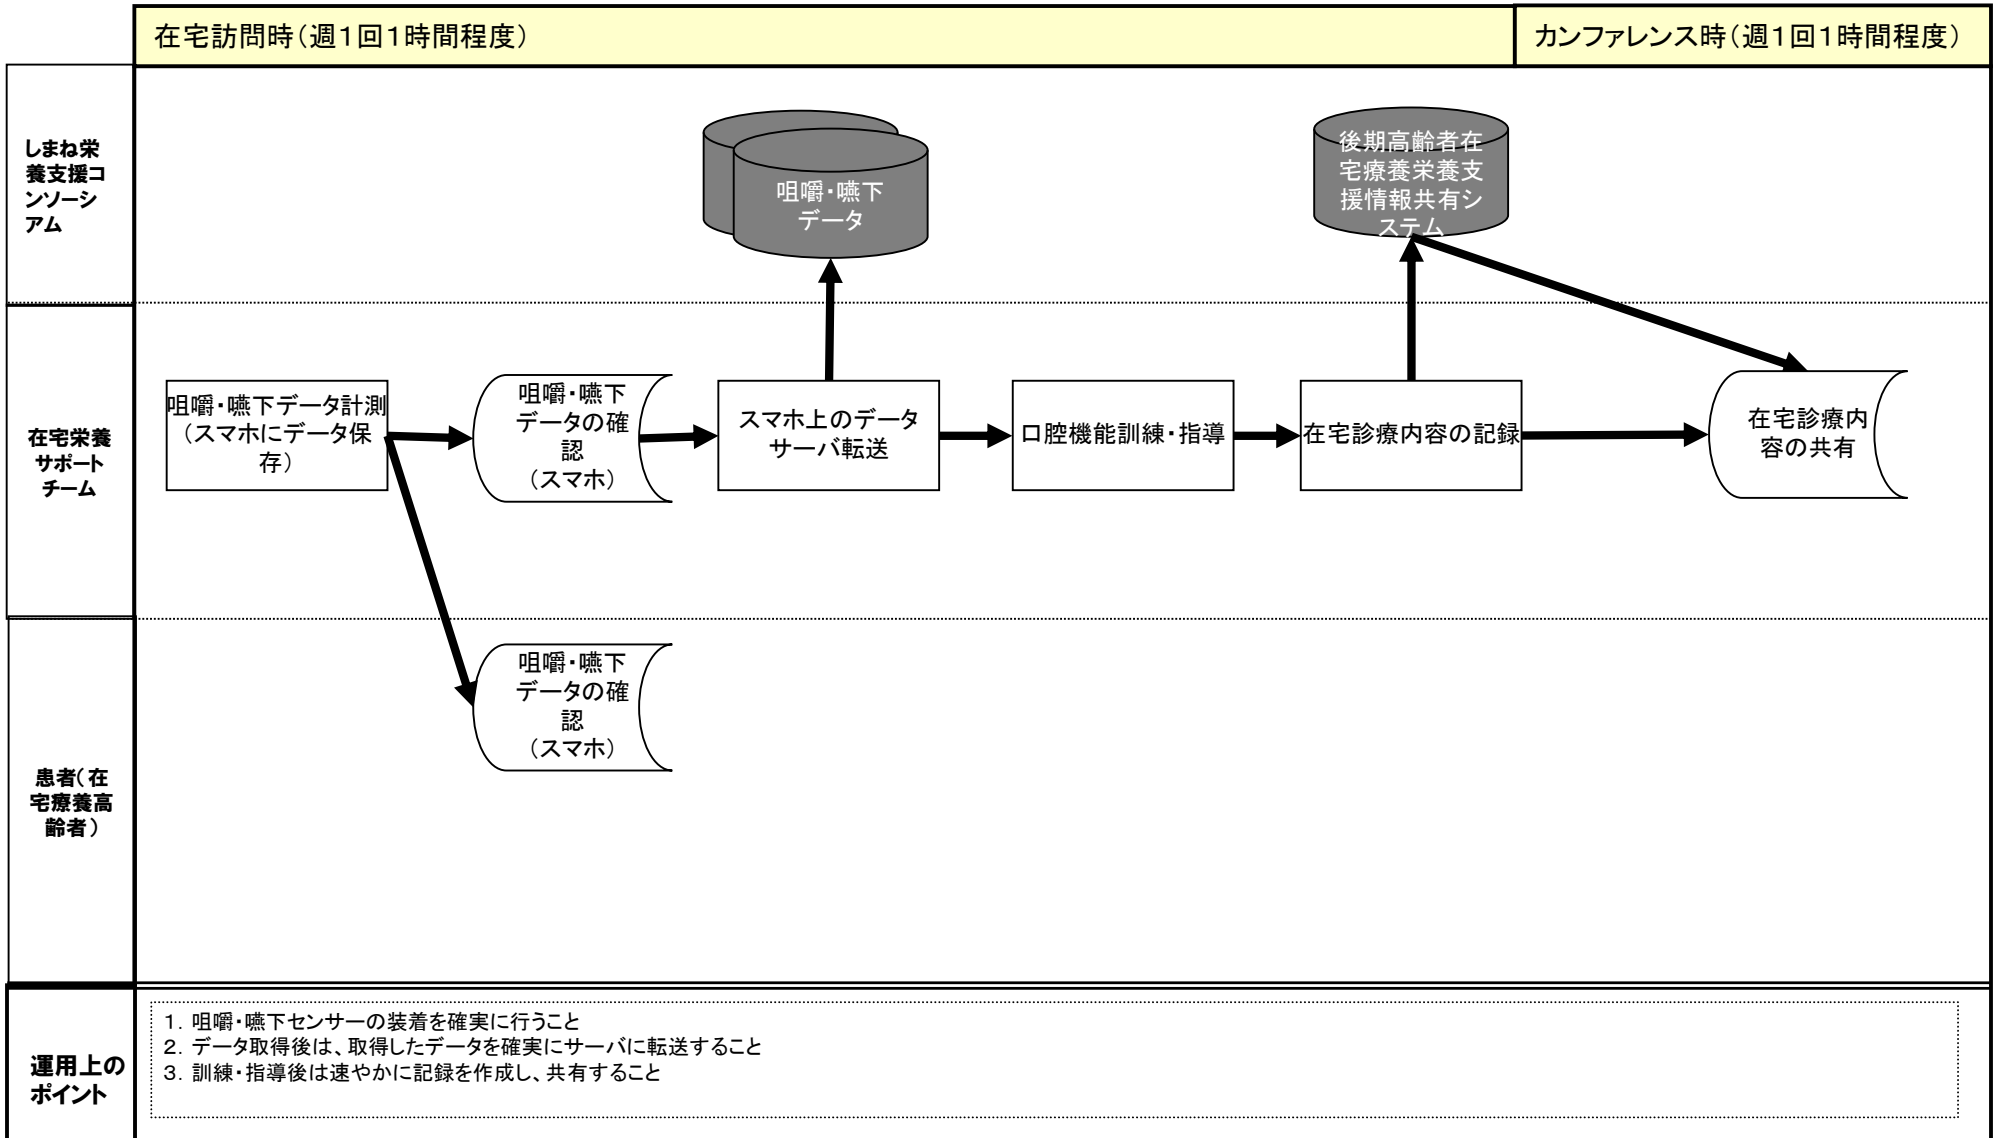 在宅訪問時(週1回1時間程度)
カンファレンス時(週1回1時間程度)
しまね栄
養支援コ
ンソーシ
アム
咀嚼・嚥下
データ
後期高齢者在
宅療養栄養支
援情報共有シ
ステム
在宅栄養
サポート
チーム
咀嚼・嚥下データ計測
(スマホにデータ保
存)
咀嚼・嚥下
データの確
認
(スマホ)
スマホ上のデータ
サーバ転送
口腔機能訓練・指導
在宅診療内容の記録
在宅診療内
容の共有
患者(在
宅療養高
齢者)
咀嚼・嚥下
データの確
認
(スマホ)
運用上の
ポイント
1. 咀嚼・嚥下センサーの装着を確実に行うこと
2. データ取得後は、取得したデータを確実にサーバに転送すること
3. 訓練・指導後は速やかに記録を作成し、共有すること